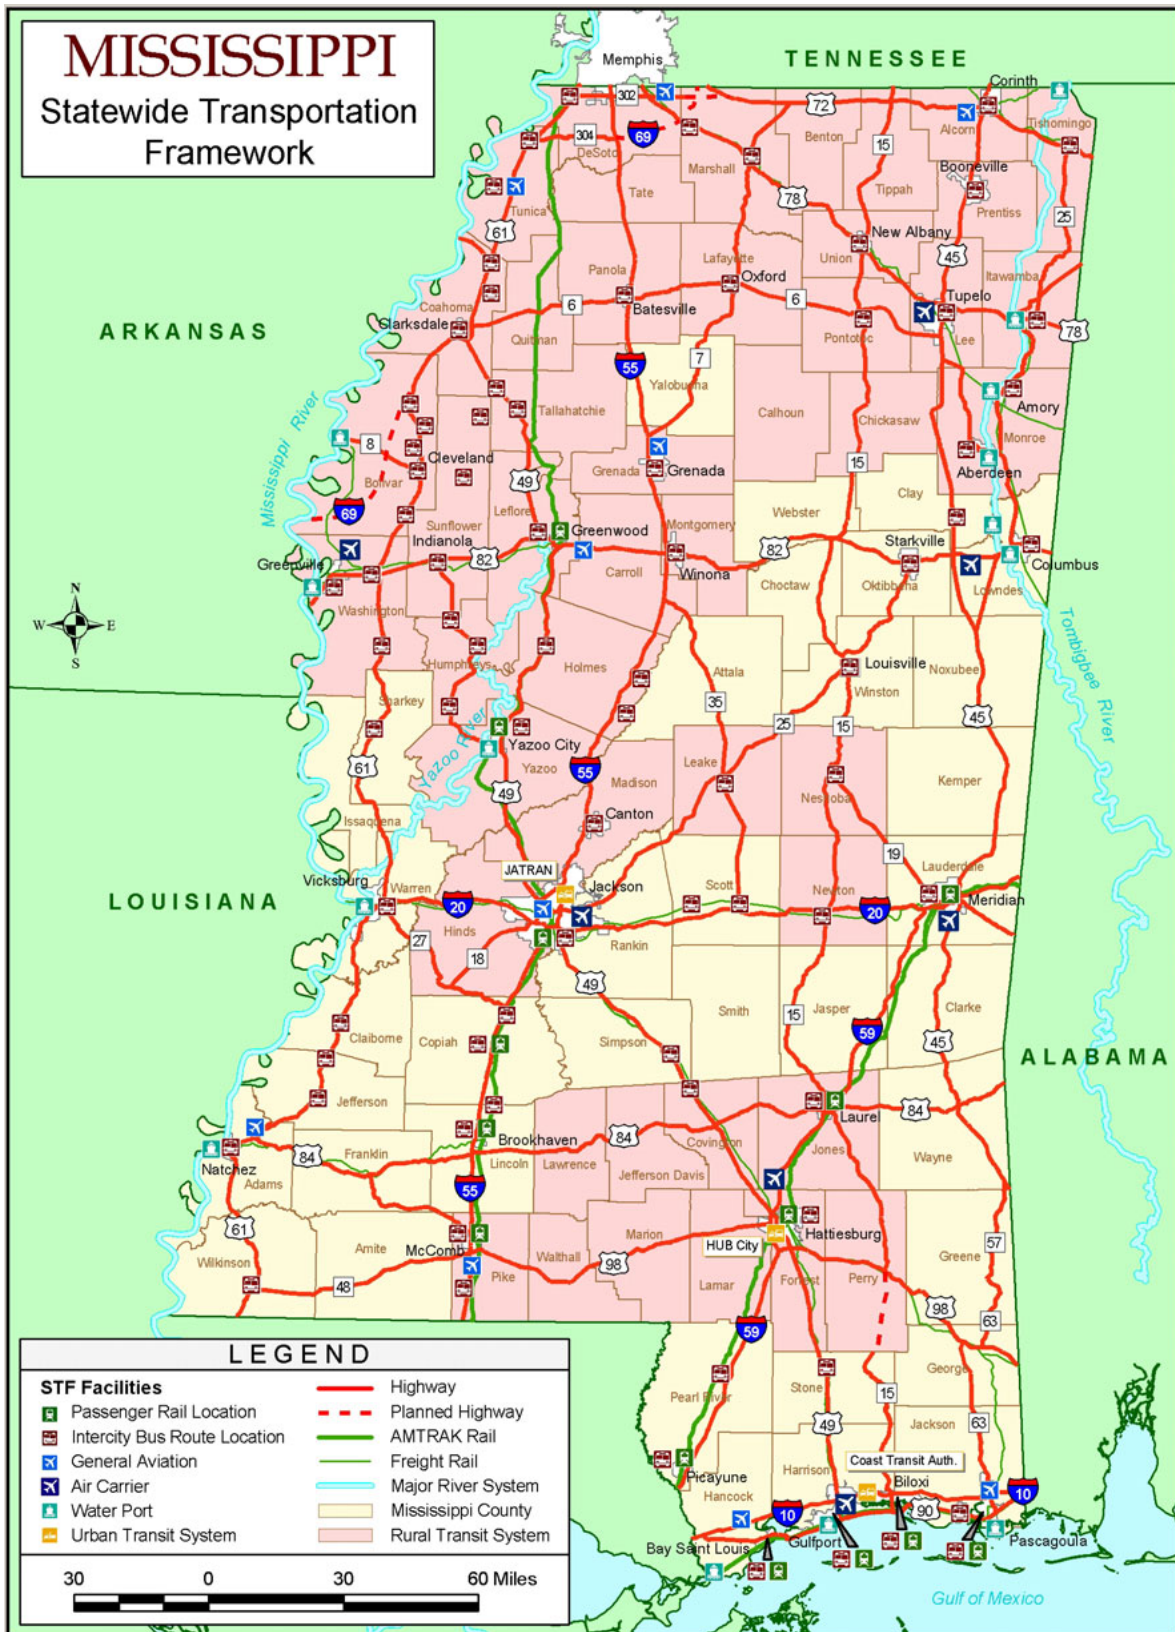 MISSISSIPPI
Statewide Transportation
Framework
Memphis
TENNESSEE
Corinth
302
72
Tishomingo
Alcorn
304
69
DeSoto
Benton
15
Marshall
Booneville
Tate
Tippah
78
Prentiss
Tunica
25
61
New Albany
45
Union
Lafayette
Panola
Itawamba
Oxford
Coahoma
6
Batesville
6
Tupelo
ARKANSAS
Clarksdale
78
Quitman
Pontotoc
Lee
55
7
Yalobusha
Mississippi River
Tallahatchie
Calhoun
Chickasaw
Amory
8
Monroe
Cleveland
Grenada
Grenada
15
Aberdeen
Bolivar
49
Clay
69
Leflore
Webster
Sunflower
Montgomery
Greenwood
Indianola
Starkville
82
82
Greenville
Winona
Columbus
Carroll
Choctaw
Oktibbeha
Lowndes
N
W E
S
Washington
Tombigbee River
Humphreys
Holmes
Attala
Louisville
Noxubee
Winston
Sharkey
35
25
15
45
Yazoo River
Yazoo City
Yazoo
Leake
61
55
Madison
Kemper
49
Neshoba
Canton
Issaquena
19
JATRAN
Lauderdale
Vicksburg
Warren
Jackson
Scott
Newton
LOUISIANA
20
20
Meridian
Hinds
27
Rankin
18
49
Smith
Jasper
Clarke
15
59
Claiborne
Copiah
Simpson
45
ALABAMA
Jefferson
84
Laurel
Brookhaven
84
Covington
Franklin
84
Lincoln
Lawrence
Jones
Wayne
Natchez
Jefferson Davis
Adams
55
61
Marion
Hattiesburg
Amite
McComb
HUB City
57
Wilkinson
Walthall
98
Greene
48
Pike
Lamar
Forrest
Perry
98
63
59
George
Pearl River
Stone
15
49
Jackson
63
Coast Transit Auth.
Harrison
Picayune
Biloxi
Hancock
10
10
90
Bay Saint Louis
Gulfport
Pascagoula
Gulf of Mexico
LEGEND
STF Facilities
Passenger Rail Location
Intercity Bus Route Location
General Aviation
Air Carrier
Water Port
Urban Transit System
Highway
Planned Highway
AMTRAK Rail
Freight Rail
Major River System
Mississippi County
Rural Transit System
30 0 30 60 Miles